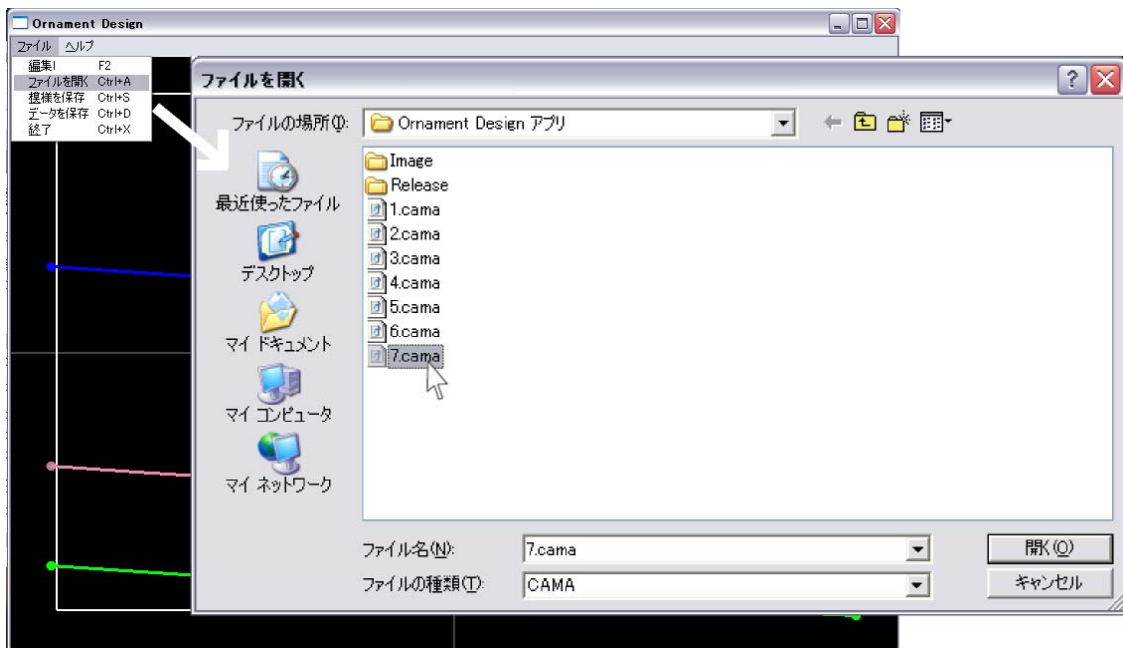 Ornament Design
ファイル ヘルプ
編集! F2
ファイルを開く Ctrl+A
模様を保存 Ctrl+S
データを保存 Ctrl+D
終了 Ctrl+X
ファイルを開く
ファイルの場所(I):
Ornament Design アプリ
最近使ったファイル
デスクトップ
マイ ドキュメント
マイ コンピュータ
マイ ネットワーク
Image
Release
1.cama
2.cama
3.cama
4.cama
5.cama
6.cama
7.cama
ファイル名(N): 7.cama 開く(O)
ファイルの種類(T): CAMA キャンセル